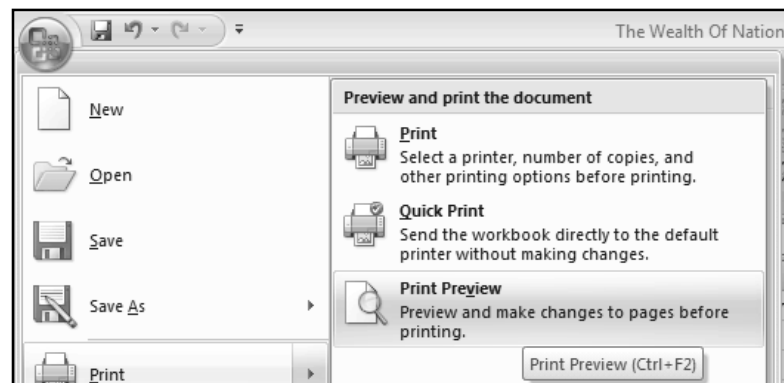 The Wealth Of Nation
New
Open
Save
Save As
Print
Preview and print the document
Print
Select a printer, number of copies, and
other printing options before printing.
Quick Print
Send the workbook directly to the default
printer without making changes.
Print Preview
Preview and make changes to pages before
printing.
Print Preview (Ctrl+F2)